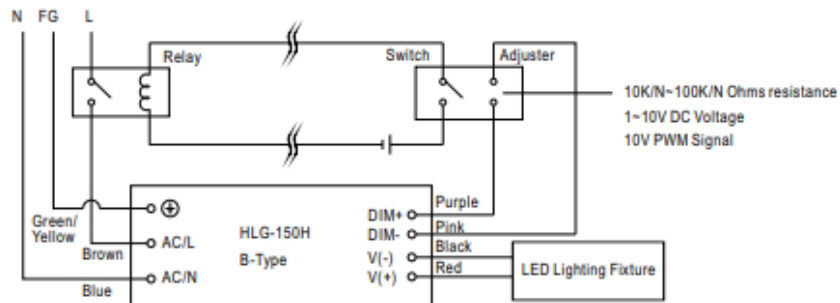 N FG L
Relay
Switch
Adjuster
10K/N~100K/N Ohms resistance
1~10V DC Voltage
10V PWM Signal
Green/
Yellow
Brown
Blue
AC/L
AC/N
HLG-150H
B-Type
DIM+
DIM-
V(-)
V(+)
Purple
Pink
Black
Red
LED Lighting Fixture